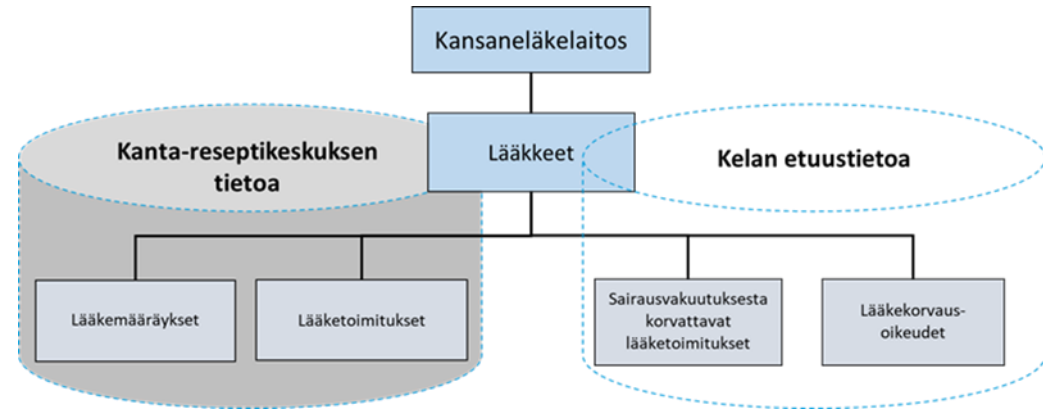 Kansaneläkelaitos
Kanta-reseptikeskuksen
tietoa
Lääkkeet
Kelan etuustietoa
Lääkemääräykset
Lääketoimitukset
Sairausvakuutuksesta
korvattavat
lääketoimitukset
Lääkekorvaus-
oikeudet